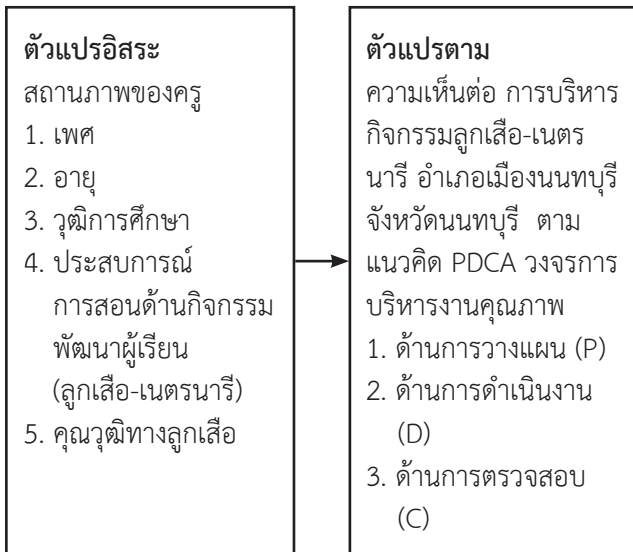 ตัวแปรอิสระ
สถานภาพของครู
1. เพศ
2. อายุ
3. วุฒิการศึกษา
4. ประสบการณ์
การสอนด้านกิจกรรม
พัฒนาผู้เรียน
(ลูกเสือ-เนตรนารี)
5. คุณวุฒิทางลูกเสือ
ตัวแปรตาม
ความเห็นต่อ การบริหาร
กิจกรรมลูกเสือ-เนตร
นารี อำเภอเมืองนนทบุรี
จังหวัดนนทบุรี ตาม
แนวคิด PDCA วงจรการ
บริหารงานคุณภาพ
1. ด้านการวางแผน (P)
2. ด้านการดำเนินงาน
(D)
3. ด้านการตรวจสอบ
(C)